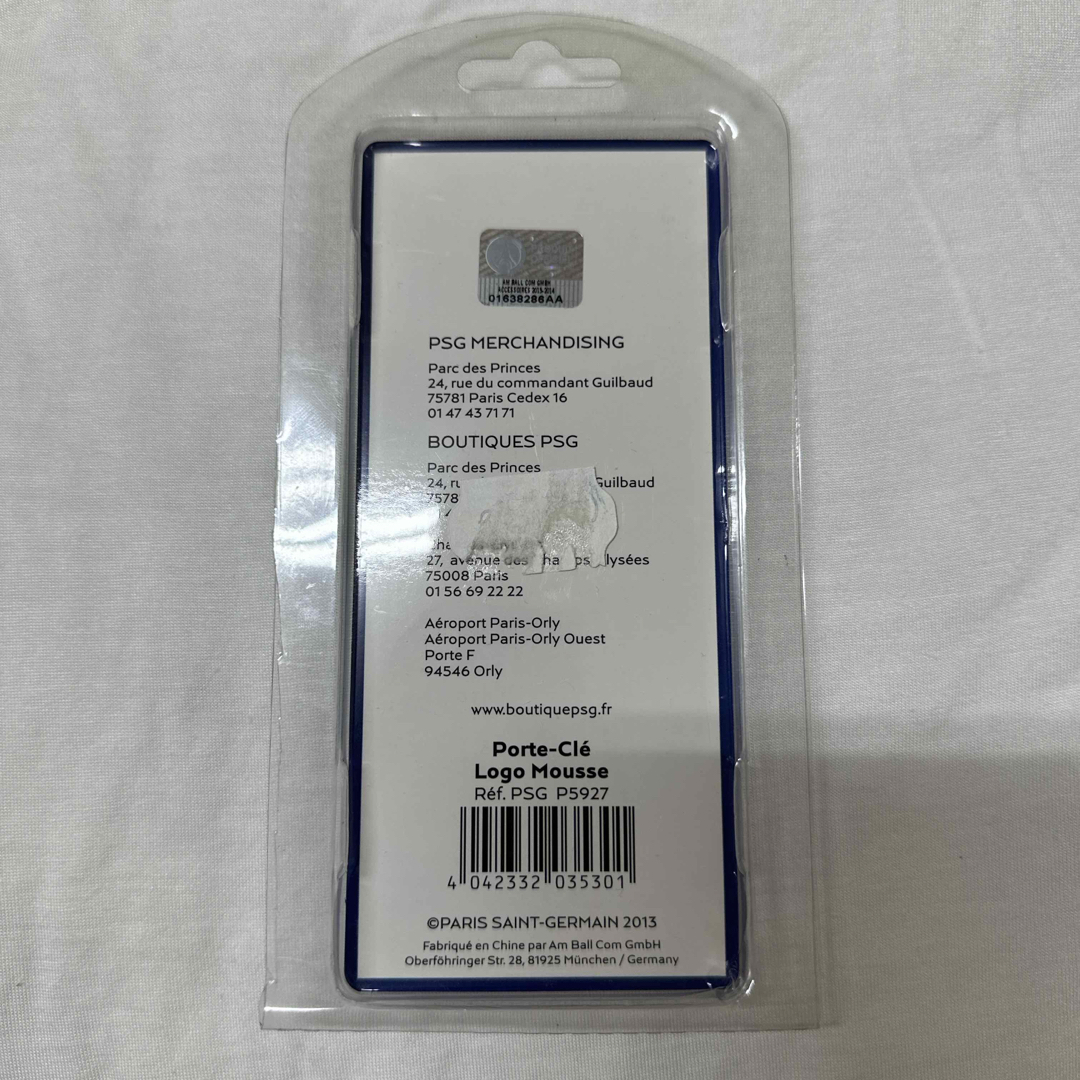 AM BALL COM GMBH
ACCESSOIRES 2013-2014
01638286AA
PSG MERCHANDISING
Parc des Princes
24, rue du commandant Guilbaud
75781 Paris Cedex 16
01 47 43 71 71
BOUTIQUES PSG
Parc des Princes
24, Guilbaud
27, avenue des
75008 Paris
01 56 69 22 22
Aéroport Paris-Orly
Aéroport Paris-Orly Ouest
Porte F
94546 Orly
www.boutiquepsg.fr
Porte-Clé
Logo Mousse
Réf. PSG P5927
4 042332 035301
©PARIS SAINT-GERMAIN 2013
Fabriqué en Chine par Am Ball Com GmbH
Oberföhringer Str. 28, 81925 München / Germany